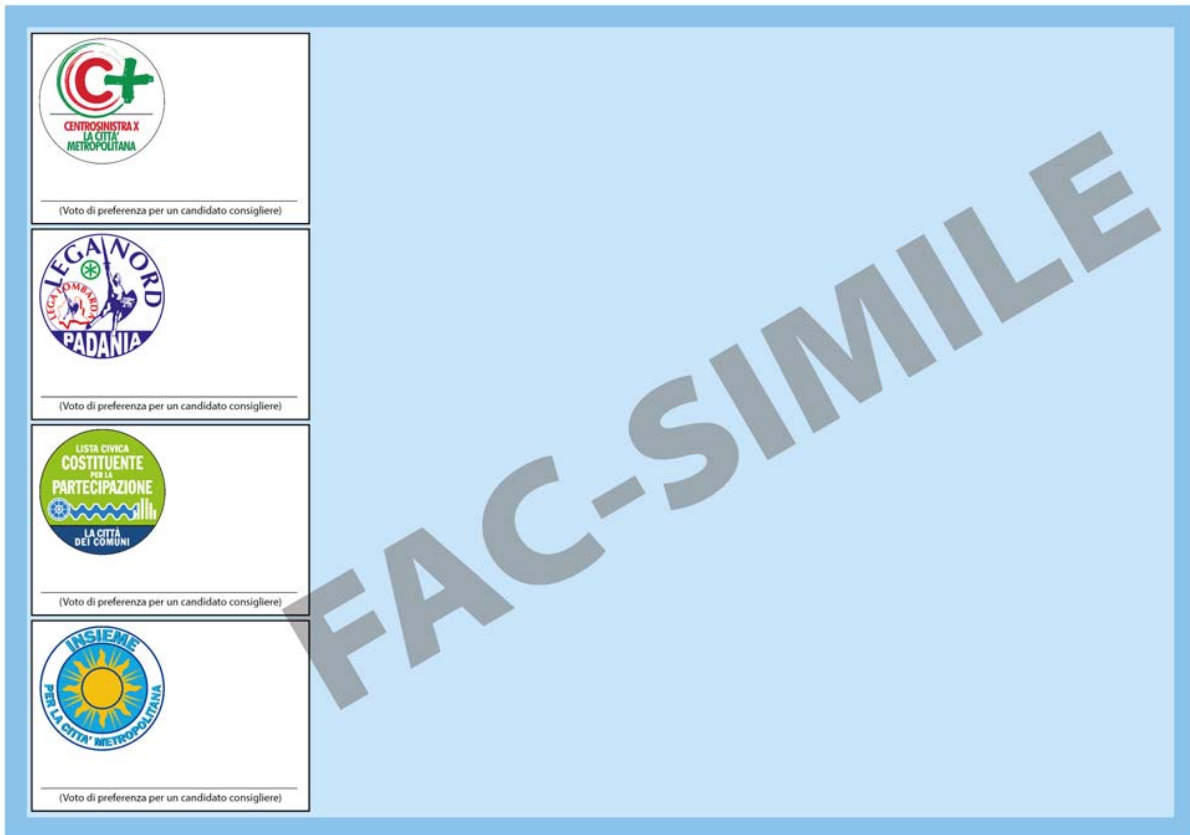 C+
CENTROSINISTRA X
LA CITTA'
METROPOLITANA
(Voto di preferenza per un candidato consigliere)
LEGA NORD
LEGA LOMBARDA
PADANIA
(Voto di preferenza per un candidato consigliere)
LISTA CIVICA
COSTITUENTE
PER LA
PARTECIPAZIONE
LA CITTÀ
DEI COMUNI
(Voto di preferenza per un candidato consigliere)
INSIEME
PER LA CITTA' METROPOLITANA
(Voto di preferenza per un candidato consigliere)
FAC-SIMILE